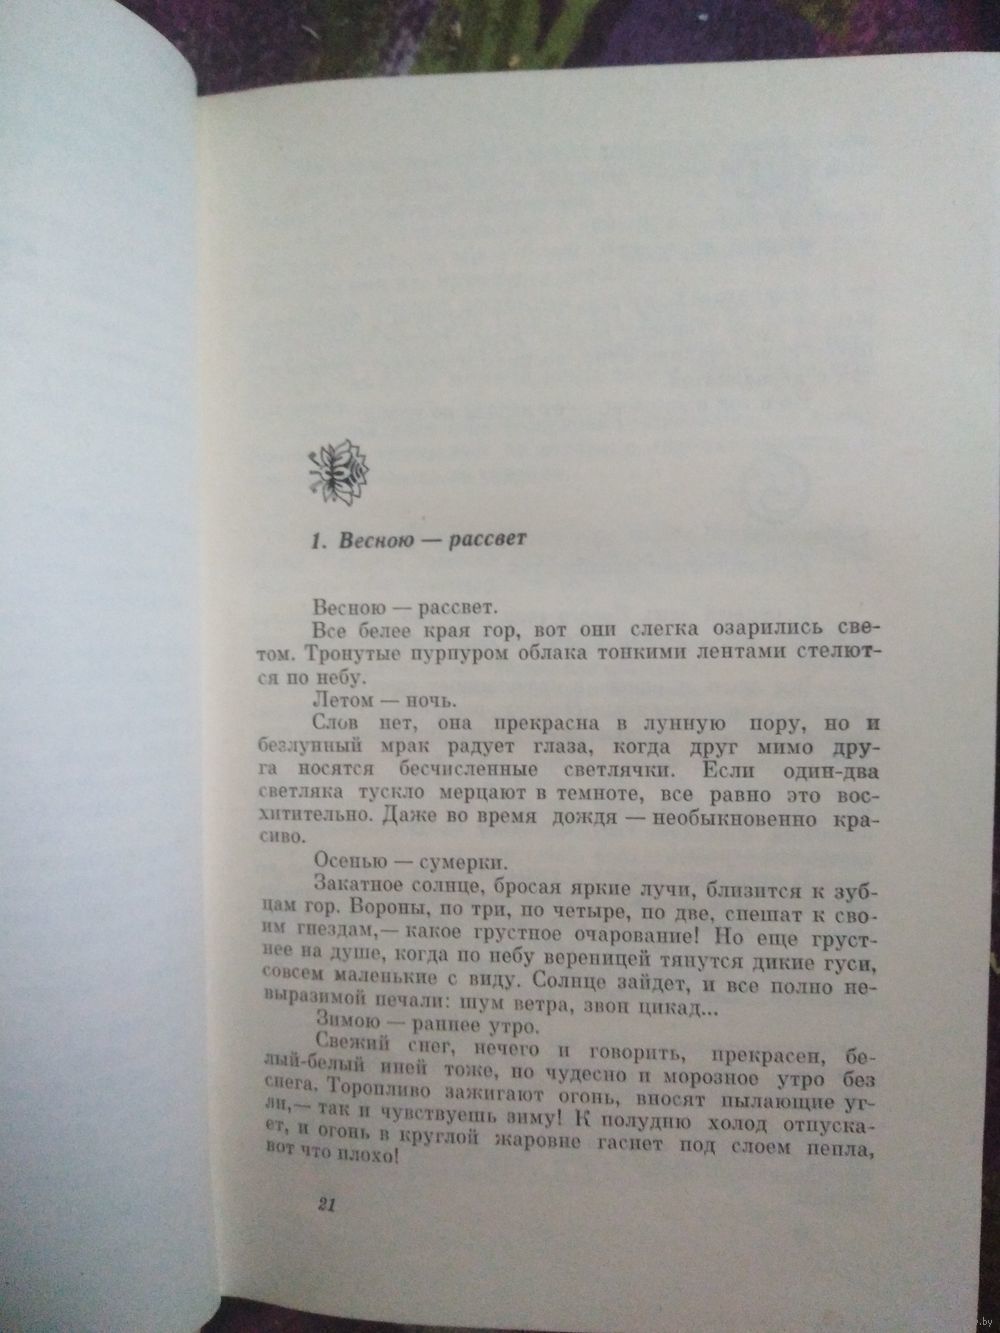 1. Весною — рассвет
Весною — рассвет.
Все белее края гор, вот они слегка озарились све-
том. Тронутые пурпуром облака тонкими лентами стелют-
ся по небу.
Летом — ночь.
Слов нет, она прекрасна в лунную пору, но и
безлунный мрак радует глаза, когда друг мимо дру-
га носятся бесчисленные светлячки. Если один-два
светляка тускло мерцают в темноте, все равно это вос-
хитительно. Даже во время дождя — необыкновенно кра-
сиво.
Осенью — сумерки.
Закатное солнце, бросая яркие лучи, близится к зуб-
цам гор. Вороны, по три, по четыре, по две, спешат к сво-
им гнездам,— какое грустное очарование! Но еще груст-
нее на душе, когда по небу вереницей тянутся дикие гуси,
совсем маленькие с виду. Солнце зайдет, и все полно не-
выразимой печали: шум ветра, звон цикад...
Зимою — раннее утро.
Свежий снег, нечего и говорить, прекрасен, бе-
лый-белый иней тоже, но чудесно и морозное утро без
снега. Торопливо зажигают огонь, вносят пылающие уг-
ли,— так и чувствуешь зиму! К полудню холод отпуска-
ет, и огонь в круглой жаровне гаснет под слоем пепла,
вот что плохо!
21